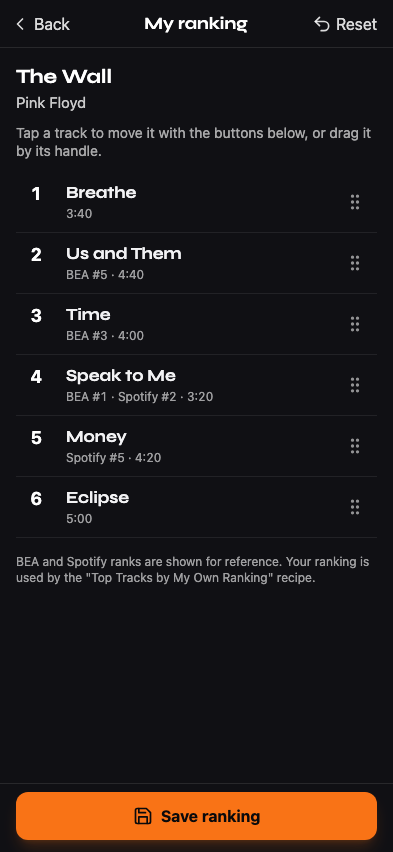 Back
My ranking
Reset
The Wall
Pink Floyd
Tap a track to move it with the buttons below, or drag it
by its handle.
1
Breathe
3:40
2
Us and Them
BEA #5 · 4:40
3
Time
BEA #3 · 4:00
4
Speak to Me
BEA #1 · Spotify #2 · 3:20
5
Money
Spotify #5 · 4:20
6
Eclipse
5:00
BEA and Spotify ranks are shown for reference. Your ranking is
used by the "Top Tracks by My Own Ranking" recipe.
Save ranking